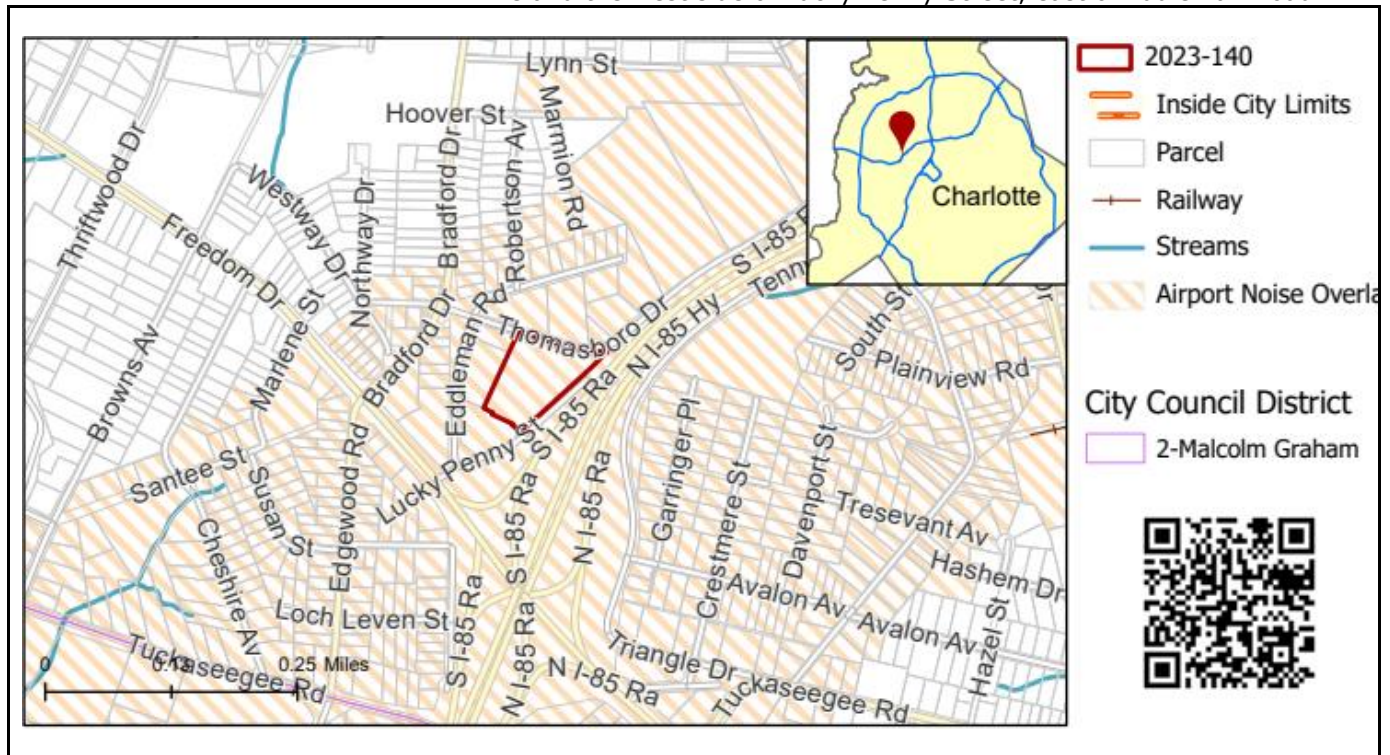 Lynn St
Hoover St
Marmion Rd
Robertson Av
Bradford Dr
Thriftwood Dr
Westway Dr
Northway Dr
Freedom Dr
Marlene St
Browns Av
Bradford Dr
Eddleman Rd
Thomasboro Dr
S I-85 R
N I-85 Hy
Tenn
S I-85 Ra
Lucky Penny St
Santee St
Susan St
Edgewood Rd
Cheshire Av
Loch Leven St
S I-85 Ra
S I-85 Ra
N I-85 Ra
N I-85 Ra
N I-85 Ra
Garringer Pl
Crestmere St
Davenport St
South St
Plainview Rd
Dr
Tresevant Av
Hashem Dr
Avalon Av
Avalon Av
Hazel St
Triangle Dr
Tuckaseegee Rd
Tuckaseegee Rd
0 0.13 0.25 Miles
Charlotte
2023-140
Inside City Limits
Parcel
Railway
Streams
Airport Noise Overla
City Council District
2-Malcolm Graham